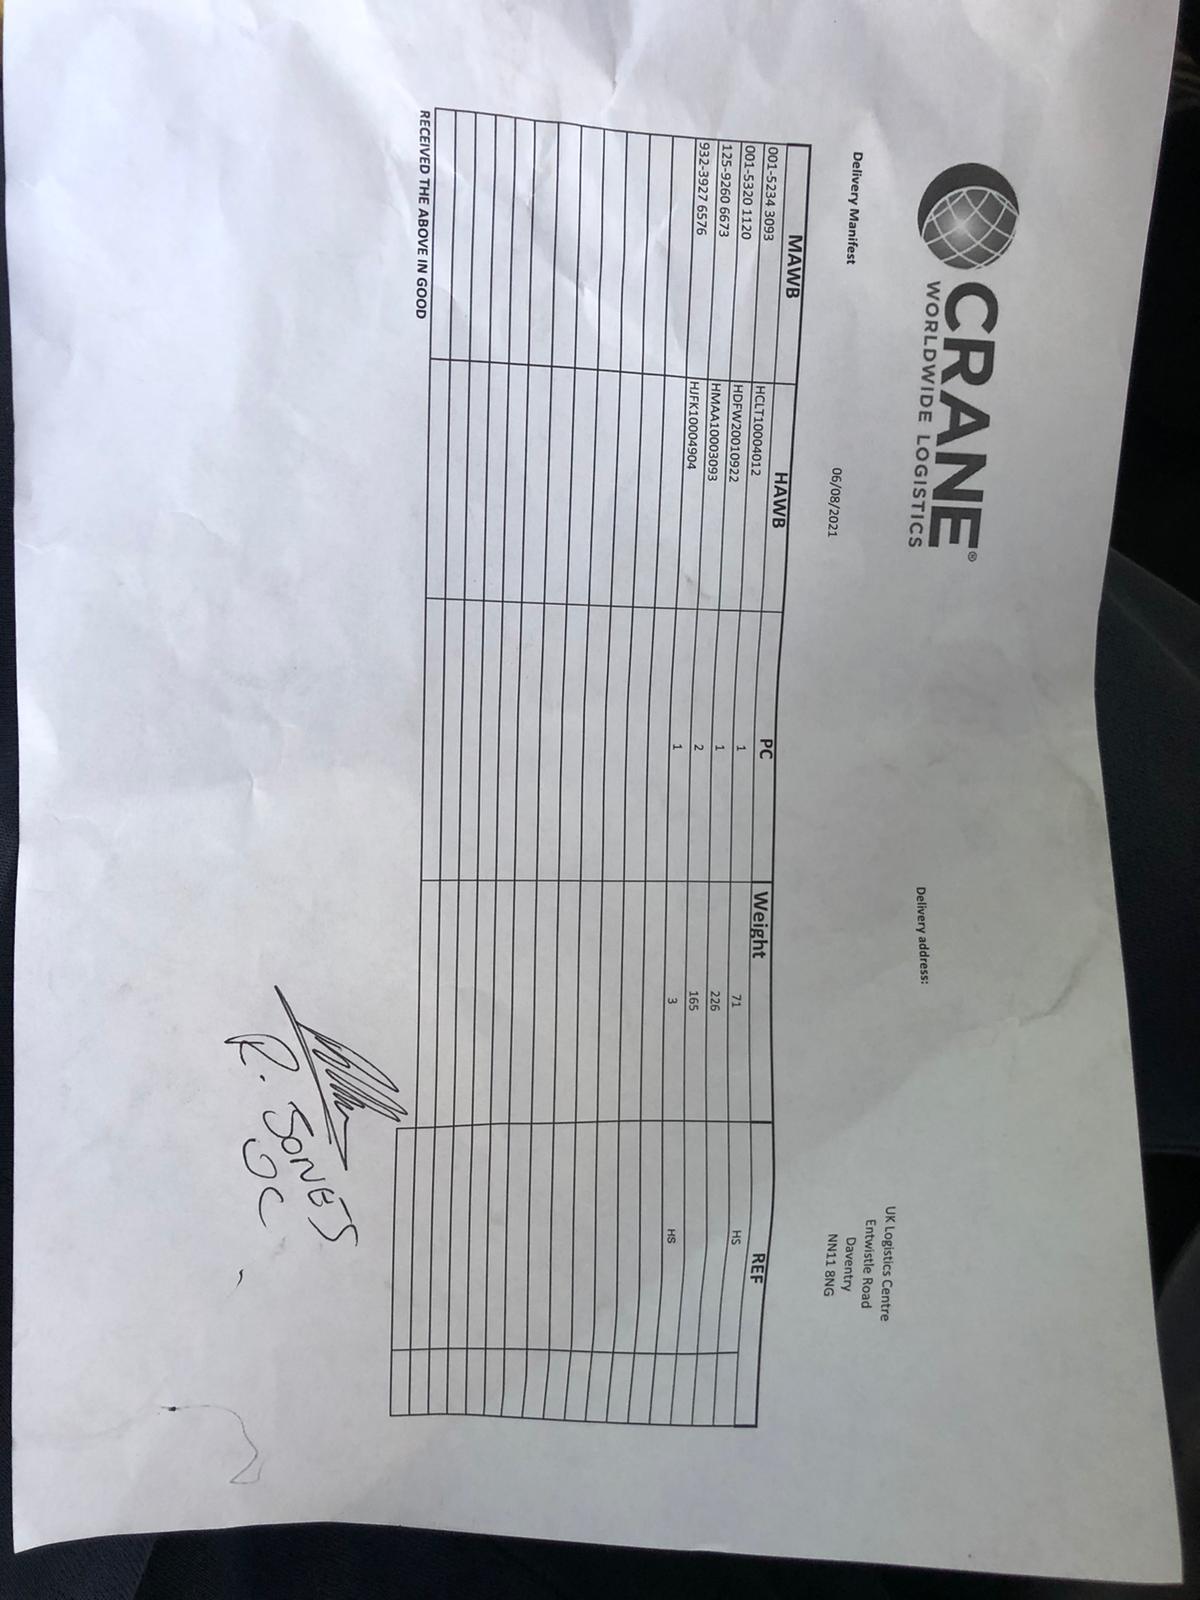 CRANE®
WORLDWIDE LOGISTICS
Delivery address:
UK Logistics Centre
Entwistle Road
Daventry
NN11 8NG
Delivery Manifest 06/08/2021
MAWB HAWB PC Weight REF
001-5234 3093 HCLT10004012 1 71 HS
001-5320 1120 HDFW20010922 1 226
125-9260 6673 HMAA10003093 2 165
932-3927 6576 HJFK10004904 1 3 HS
RECEIVED THE ABOVE IN GOOD
R. JONES